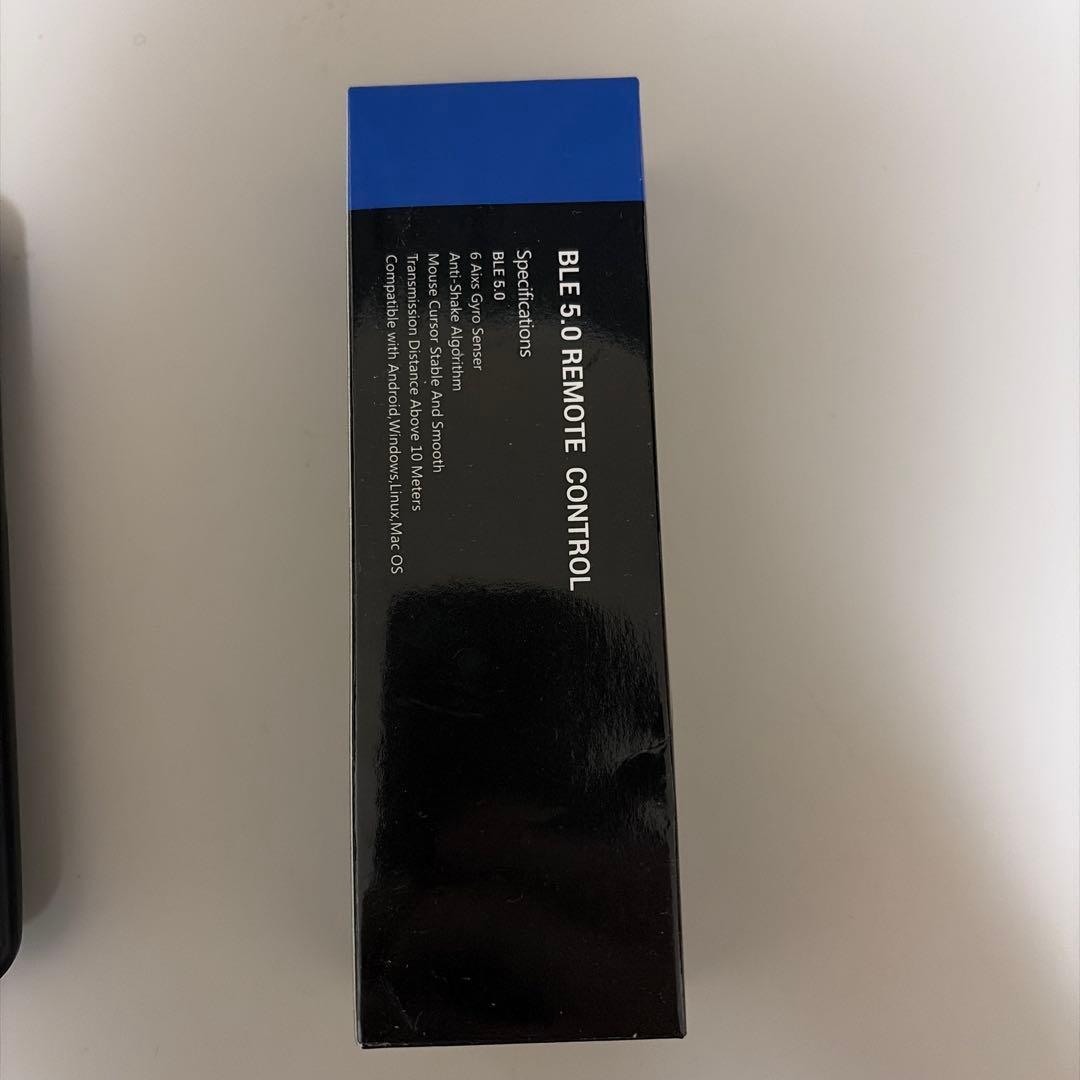 BLE 5.0 REMOTE CONTROL
Specifications
BLE 5.0
6 Aixs Gyro Senser
Anti-Shake Algdrithm
Mouse Cursor Stable And Smooth
Transmission Distance Above 10 Meters
Compatible with Android,Windows,Linux,Mac OS